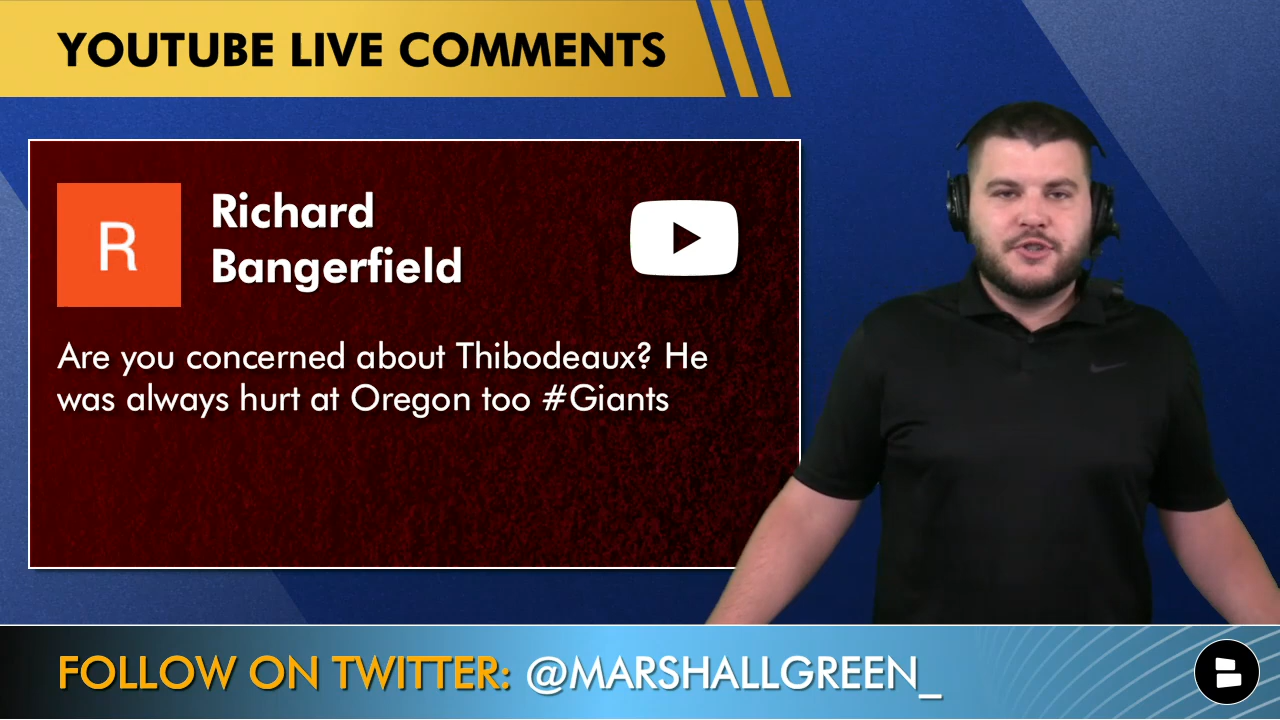 YOUTUBE LIVE COMMENTS
R
Richard
Bangerfield
Are you concerned about Thibodeaux? He
was always hurt at Oregon too #Giants
FOLLOW ON TWITTER: @MARSHALLGREEN_